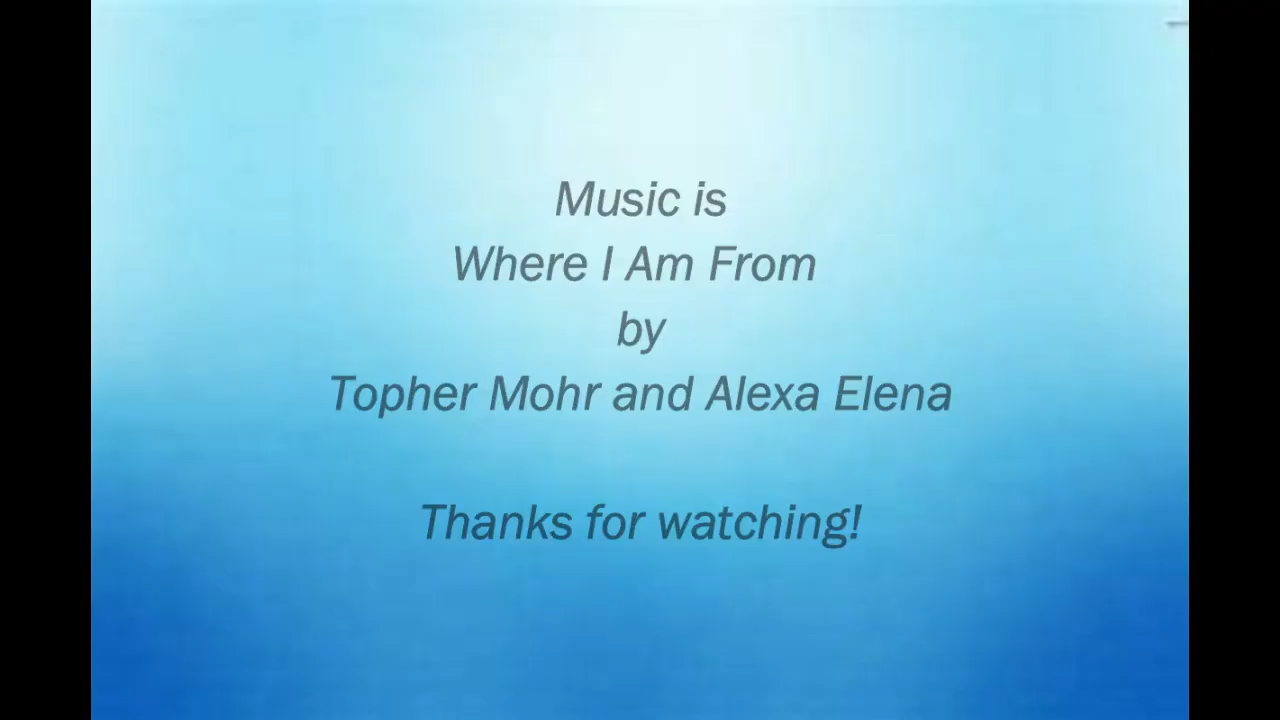 Music is
Where I Am From
by
Topher Mohr and Alexa Elena
Thanks for watching!